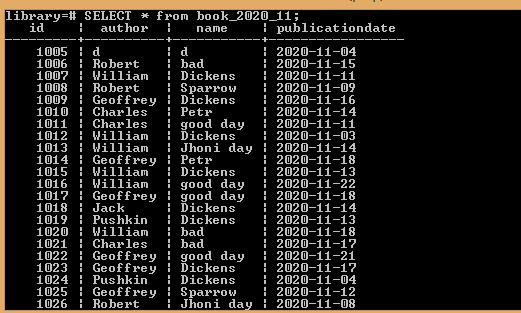 library=# SELECT * from book_2020_11;
id | author | name | publicationdate
------+----------+-----------+-----------------
1005 | d | d | 2020-11-04
1006 | Robert | bad | 2020-11-15
1007 | William | Dickens | 2020-11-11
1008 | Robert | Sparrow | 2020-11-09
1009 | Geoffrey | Dickens | 2020-11-16
1010 | Charles | Petr | 2020-11-14
1011 | Charles | good day | 2020-11-11
1012 | William | Dickens | 2020-11-03
1013 | William | Jhoni day | 2020-11-14
1014 | Geoffrey | Petr | 2020-11-18
1015 | William | Dickens | 2020-11-13
1016 | William | good day | 2020-11-22
1017 | Geoffrey | good day | 2020-11-18
1018 | Jack | Dickens | 2020-11-14
1019 | Pushkin | Dickens | 2020-11-13
1020 | William | bad | 2020-11-18
1021 | Charles | bad | 2020-11-17
1022 | Geoffrey | good day | 2020-11-21
1023 | Geoffrey | Dickens | 2020-11-17
1024 | Pushkin | Dickens | 2020-11-04
1025 | Geoffrey | Sparrow | 2020-11-12
1026 | Robert | Jhoni day | 2020-11-08